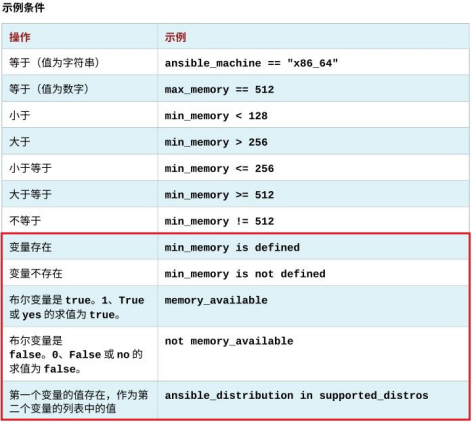 示例条件
操作 示例
等于（值为字符串） ansible_machine == "x86_64"
等于（值为数字） max_memory == 512
小于 min_memory < 128
大于 min_memory > 256
小于等于 min_memory <= 256
大于等于 min_memory >= 512
不等于 min_memory != 512
变量存在 min_memory is defined
变量不存在 min_memory is not defined
布尔变量是 true。1、True
或 yes 的求值为 true。 memory_available
布尔变量是
false。0、False 或 no 的
求值为 false。 not memory_available
第一个变量的值存在，作为第
二个变量的列表中的值 ansible_distribution in supported_distros